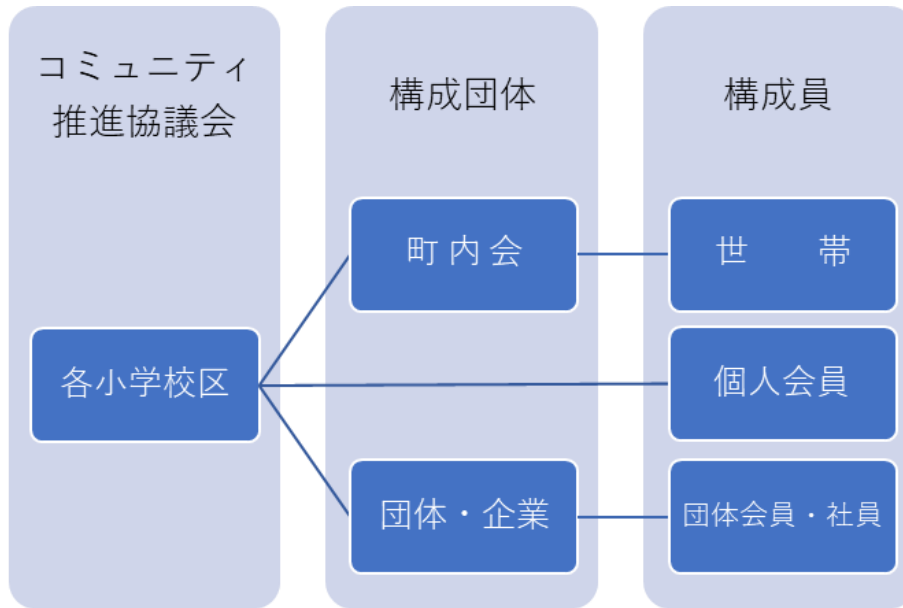 コミュニティ
推進協議会
構成団体
構成員
町 内 会
世　　帯
各小学校区
個人会員
団体・企業
団体会員・社員